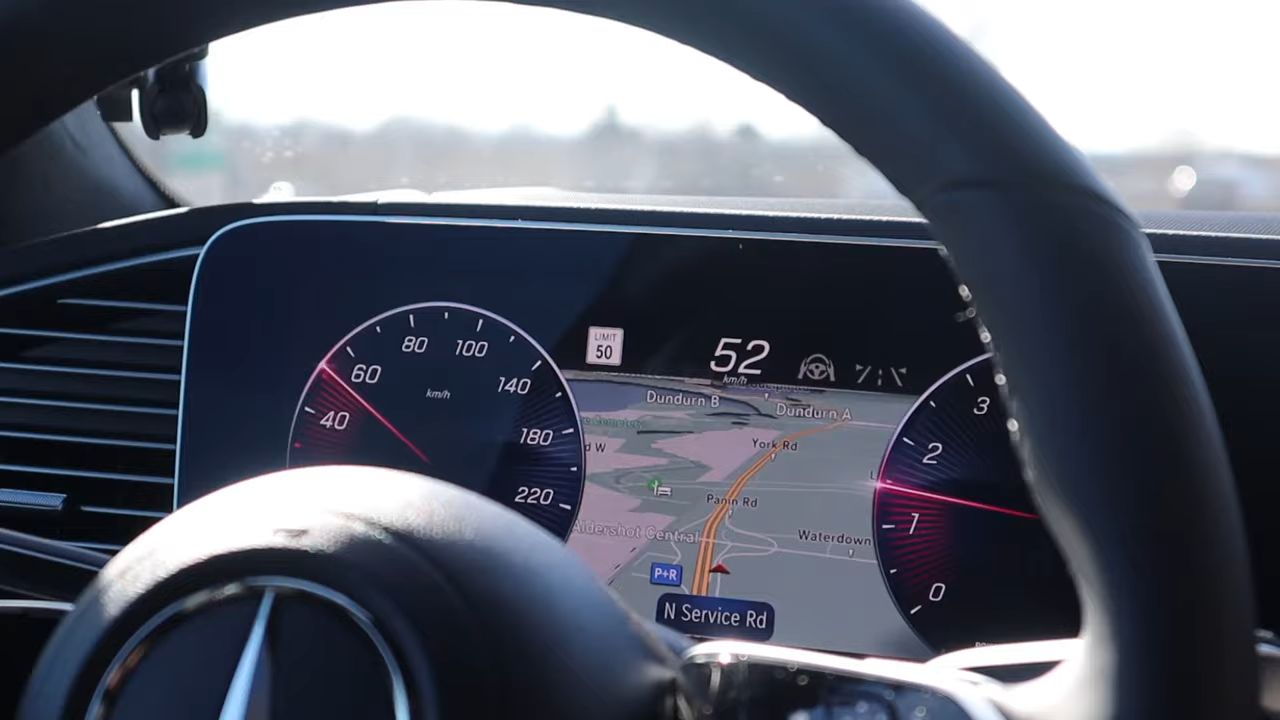 80
100
60
km/h
140
40
180
220
LIMIT
50
52
km/h
Dundurn B
Dundurn A
York Rd
d W
Panin Rd
Aldershot Central
Waterdown
P+R
N Service Rd
3
2
1
0